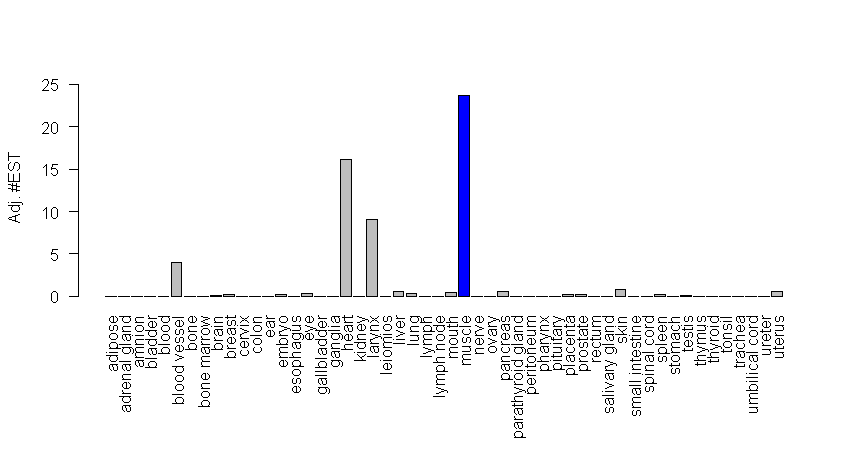 Adj. #EST
25
20
15
10
5
0
adipose
adrenal gland
amnion
bladder
blood
blood vessel
bone
bone marrow
brain
breast
cervix
colon
ear
embryo
esophagus
eye
gallbladder
ganglia
heart
kidney
larynx
leiomios
liver
lung
lymph
lymph node
mouth
muscle
nerve
ovary
pancreas
parathyroid gland
peritoneum
pharynx
pituitary
placenta
prostate
rectum
salivary gland
skin
small intestine
spinal cord
spleen
stomach
testis
thymus
thyroid
tonsil
trachea
umbilical cord
ureter
uterus